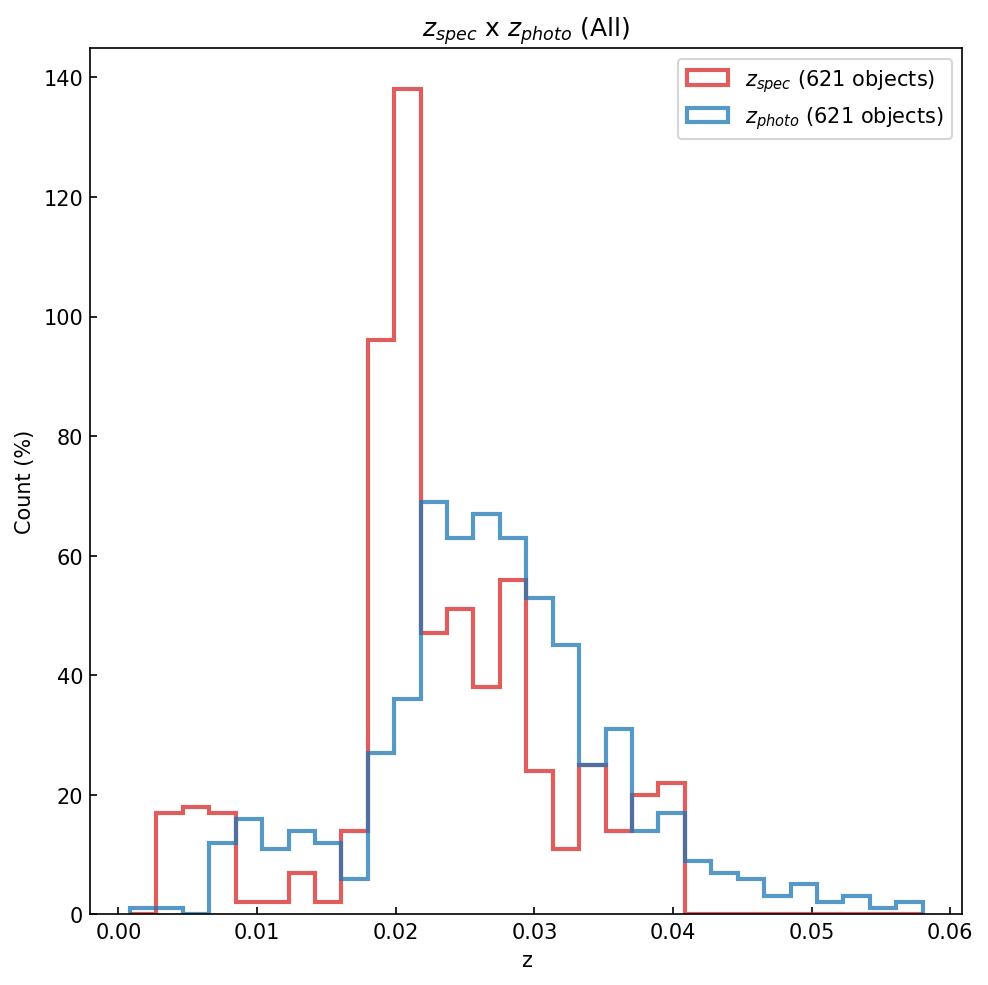 z_spec x z_photo (All)
z_spec (621 objects)
z_photo (621 objects)
Count (%)
140
120
100
80
60
40
20
0
0.00 0.01 0.02 0.03 0.04 0.05 0.06
z